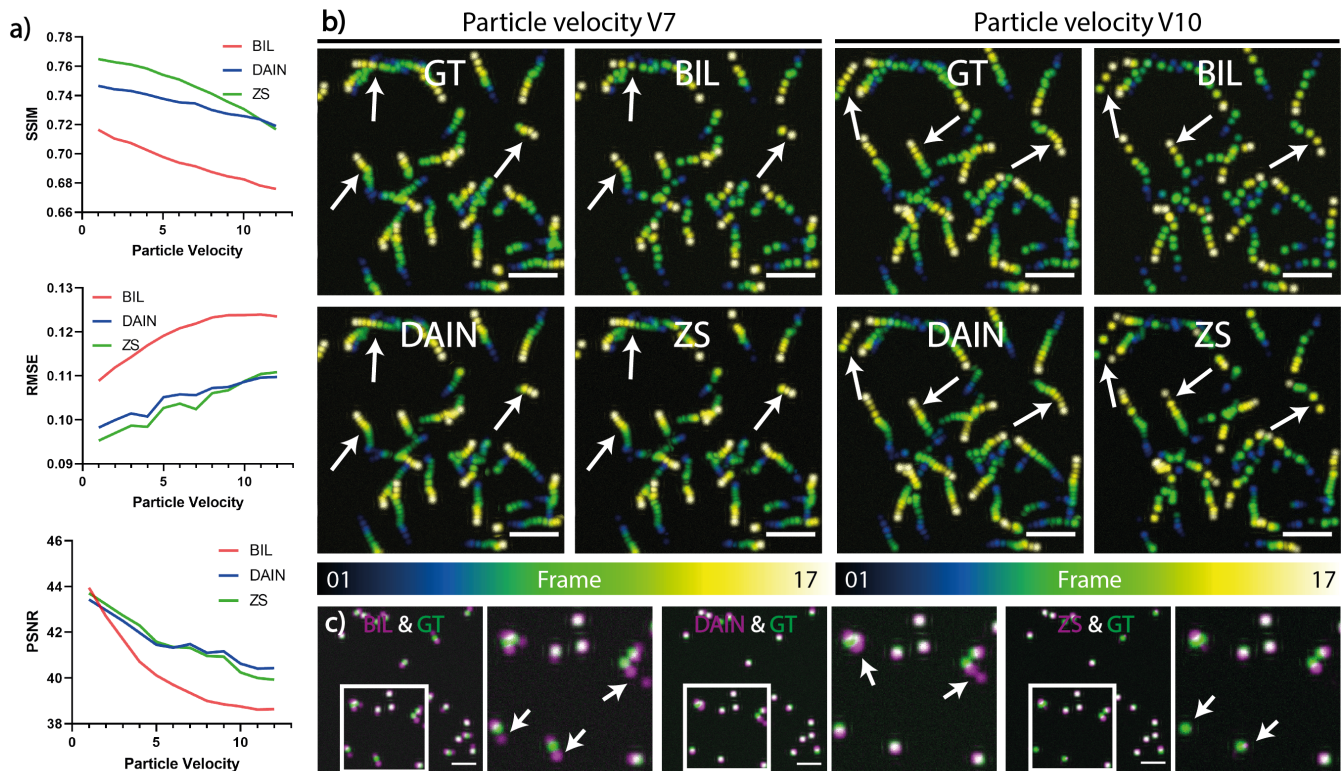 a)
0.78
0.76
0.74
0.72
0.70
0.68
0.66
SSIM
BIL
DAIN
ZS
0 5 10
Particle Velocity
0.13
0.12
0.11
0.10
0.09
RMSE
BIL
DAIN
ZS
0 5 10
Particle Velocity
46
44
42
40
38
PSNR
BIL
DAIN
ZS
0 5 10
Particle Velocity
b)
Particle velocity V7
Particle velocity V10
GT
BIL
GT
BIL
DAIN
ZS
DAIN
ZS
01 Frame 17
01 Frame 17
c)
BIL & GT
DAIN & GT
ZS & GT